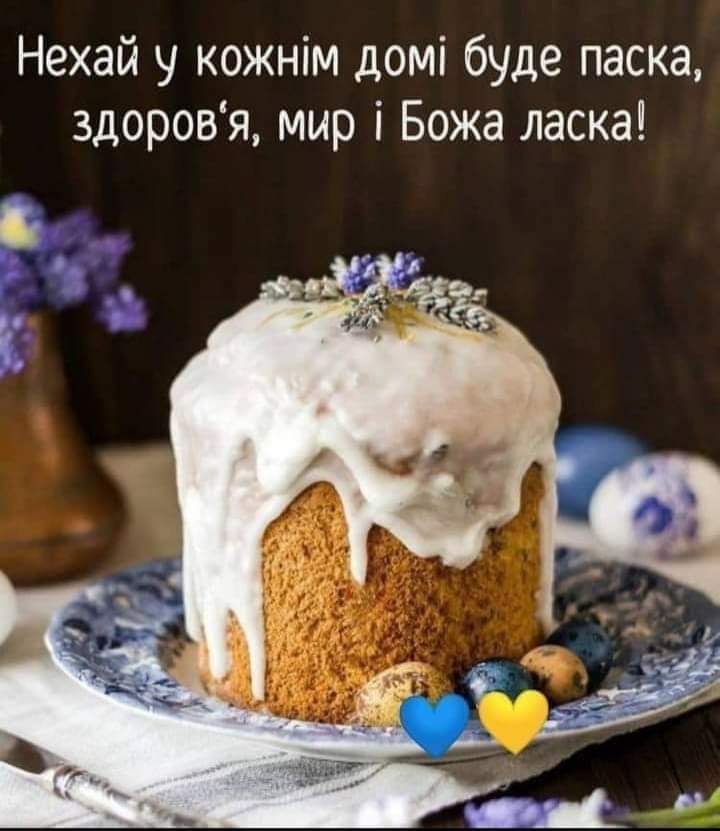 Нехай у кожнім домі буде паска,
здоров'я, мир і Божа ласка!